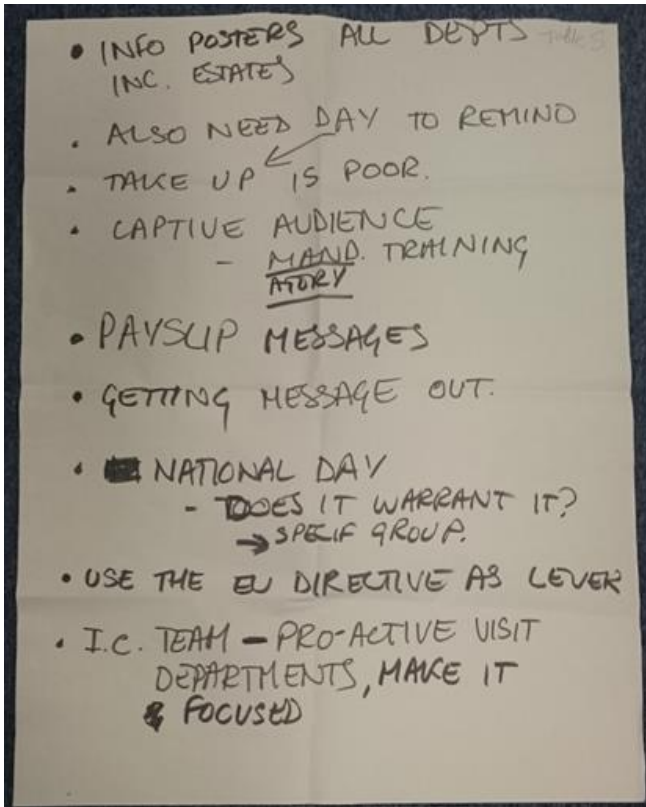 • INFO POSTERS ALL DEPTS Table 8
INC. ESTATES
• ALSO NEED DAY TO REMIND
• TAKE UP IS POOR.
• CAPTIVE AUDIENCE
- MAND. TRAINING
ATORY
• PAYSLIP MESSAGES
• GETTING MESSAGE OUT.
• NATIONAL DAY
- DOES IT WARRANT IT?
→ SPECIF GROUP.
• USE THE EU DIRECTIVE AS LEVER
• I.C. TEAM – PRO-ACTIVE VISIT
DEPARTMENTS, MAKE IT
FOCUSED